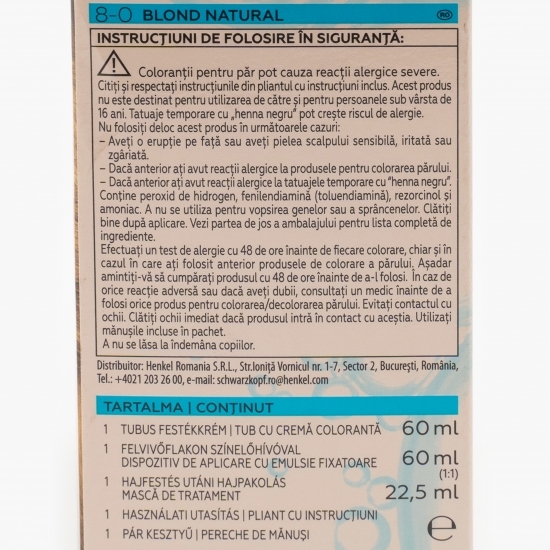 8-0 BLOND NATURAL RO
INSTRUCȚIUNI DE FOLOSIRE ÎN SIGURANȚĂ:
Coloranții pentru păr pot cauza reacții alergice severe.
Citiți și respectați instrucțiunile din pliantul cu instrucțiuni inclus. Acest produs
nu este destinat pentru utilizarea de către și pentru persoanele sub vârsta de
16 ani. Tatuaje temporare cu „henna negru” pot crește riscul de alergie.
Nu folosiți deloc acest produs în următoarele cazuri:
– Aveți o erupție pe față sau aveți pielea scalpului sensibilă, iritată sau
zgâriată.
– Dacă anterior ați avut reacții alergice la produsele pentru colorarea părului.
– Dacă anterior ați avut reacții alergice la tatuajele temporare cu “henna negru”.
Conține peroxid de hidrogen, fenilendiamină (toluendiamină), rezorcinol și
amoniac. A nu se utiliza pentru vopsirea genelor sau a sprâncenelor. Clătiți
bine după aplicare. Vezi partea de jos a ambalajului pentru lista completă de
ingrediente.
Efectuați un test de alergie cu 48 de ore înainte de fiecare colorare, chiar și în
cazul în care ați folosit anterior produsele de colorare a părului. Așadar
amintiți-vă să cumpărați produsul cu 48 de ore înainte de a-l folosi. În caz de
orice reacție adversă sau dacă aveți dubii, consultați un medic înainte de a
folosi orice produs pentru colorarea/decolorarea părului. Evitați contactul cu
ochii. Clătiți ochii imediat dacă produsul intră în contact cu aceștia. Utilizați
mănușile incluse în pachet.
A nu se lăsa la îndemâna copiilor.
Distribuitor: Henkel Romania S.R.L., Str.Ioniță Vornicul nr. 1-7, Sector 2, București, România,
Tel.: +4021 203 26 00, e-mail: schwarzkopf.ro@henkel.com
TARTALMA | CONȚINUT
1 TUBUS FESTÉKKRÉM | TUB CU CREMĂ COLORANTĂ 60 ml
1 FELVIVŐFLAKON SZÍNELŐHÍVÓVAL
DISPOZITIV DE APLICARE CU EMULSIE FIXATOARE 60 ml
(1:1)
1 HAJFESTÉS UTÁNI HAJPAKOLÁS
MASCĂ DE TRATAMENT 22,5 ml
1 HASZNÁLATI UTASÍTÁS | PLIANT CU INSTRUCȚIUNI
1 PÁR KESZTYŰ | PERECHE DE MĂNUȘI ℮